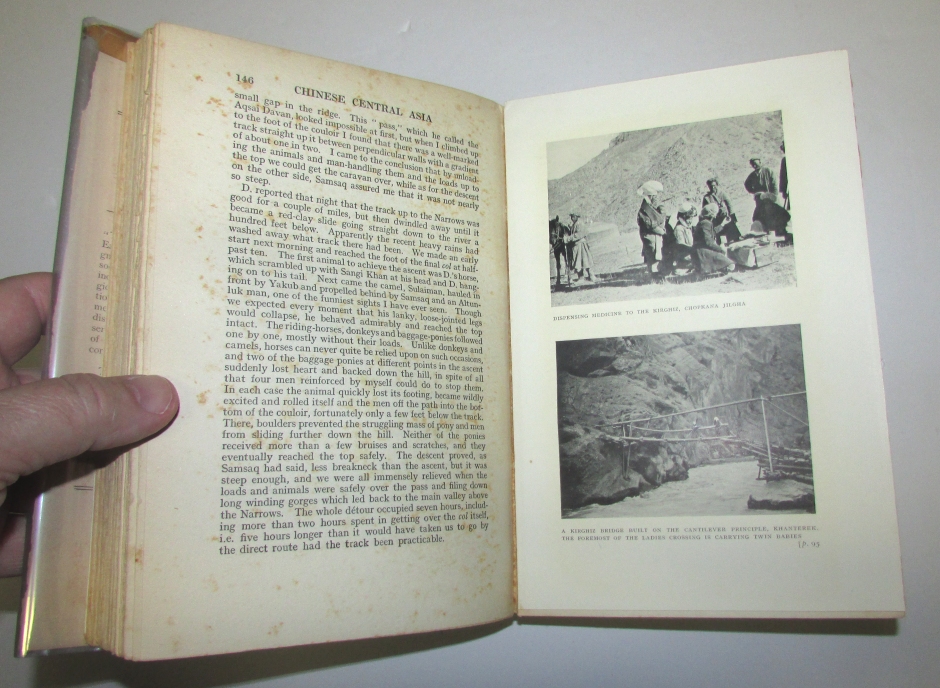 146
CHINESE CENTRAL ASIA
small gap in the ridge. This "pass," which he called the
Aqsai Davan, looked impossible at first, but when I climbed up
to the foot of the couloir I found that there was a well-marked
track straight up it between perpendicular walls with a gradient
of about one in two. I came to the conclusion that by unload-
ing the animals and man-handling them and the loads up to
the top we could get the caravan over, while as for the descent
on the other side, Samsaq assured me that it was not nearly
so steep.
D. reported that night that the track up to the Narrows was
good for a couple of miles, but then dwindled away until it
became a red-clay slide going straight down to the river a
hundred feet below. Apparently the recent heavy rains had
washed away what track there had been. We made an early
start next morning and reached the foot of the final col at half-
past ten. The first animal to achieve the ascent was D.'s horse,
which scrambled up with Sangi Khan at his head and D. hang-
ing on to his tail. Next came the camel, Sulaiman, hauled in
front by Yakub and propelled behind by Samsaq and an Altun-
luk man, one of the funniest sights I have ever seen. Though
we expected every moment that his lanky, loose-jointed legs
would collapse, he behaved admirably and reached the top
intact. The riding-horses, donkeys and baggage-ponies followed
one by one, mostly without their loads. Unlike donkeys and
camels, horses can never quite be relied upon on such occasions,
and two of the baggage ponies at different points in the ascent
suddenly lost heart and backed down the hill, in spite of all
that four men reinforced by myself could do to stop them.
In each case the animal quickly lost its footing, became wildly
excited and rolled itself and the men off the path into the bot-
tom of the couloir, fortunately only a few feet below the track.
There, boulders prevented the struggling mass of pony and men
from sliding further down the hill. Neither of the ponies
received more than a few bruises and scratches, and they
eventually reached the top safely. The descent proved, as
Samsaq had said, less breakneck than the ascent, but it was
steep enough, and we were all immensely relieved when the
loads and animals were safely over the pass and filing down
long winding gorges which led back to the main valley above
the Narrows. The whole détour occupied seven hours, includ-
ing more than two hours spent in getting over the col itself,
i.e. five hours longer than it would have taken us to go by
the direct route had the track been practicable.
DISPENSING MEDICINE TO THE KIRGHIZ, CHOPKANA JILGHA
A KIRGHIZ BRIDGE BUILT ON THE CANTILEVER PRINCIPLE, KHANTEREK.
THE FOREMOST OF THE LADIES CROSSING IS CARRYING TWIN BABIES
[p. 93